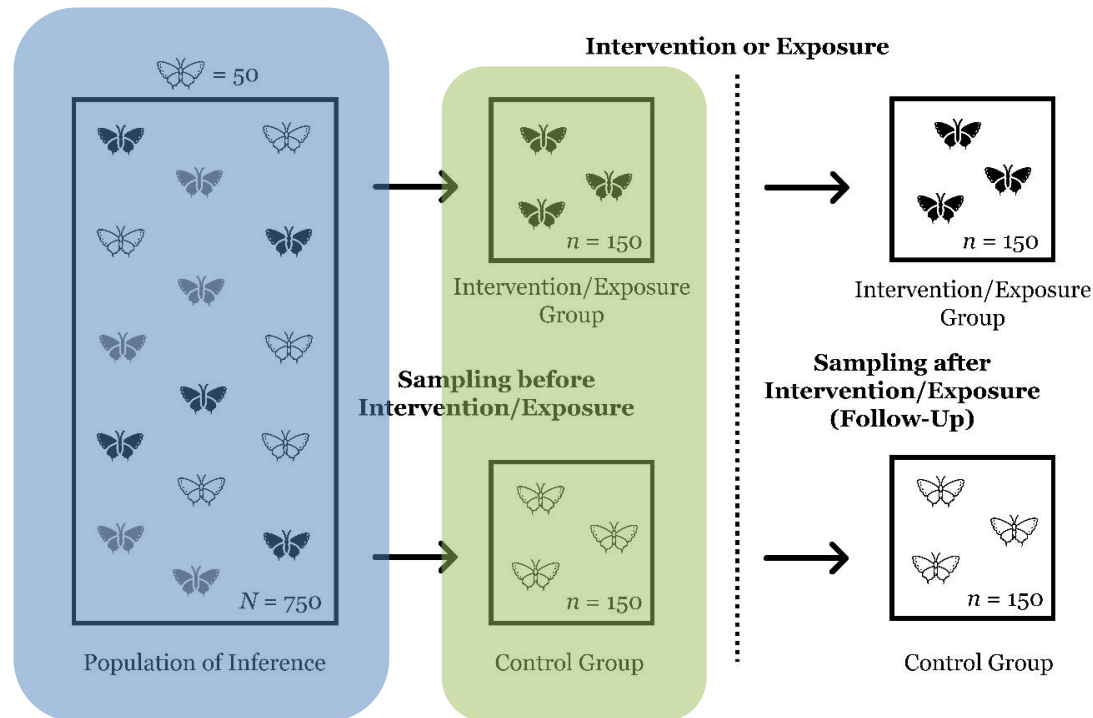 Intervention or Exposure
= 50
N = 750
Population of Inference
Sampling before
Intervention/Exposure
n = 150
Intervention/Exposure
Group
n = 150
Control Group
n = 150
Intervention/Exposure
Group
Sampling after
Intervention/Exposure
(Follow-Up)
n = 150
Control Group